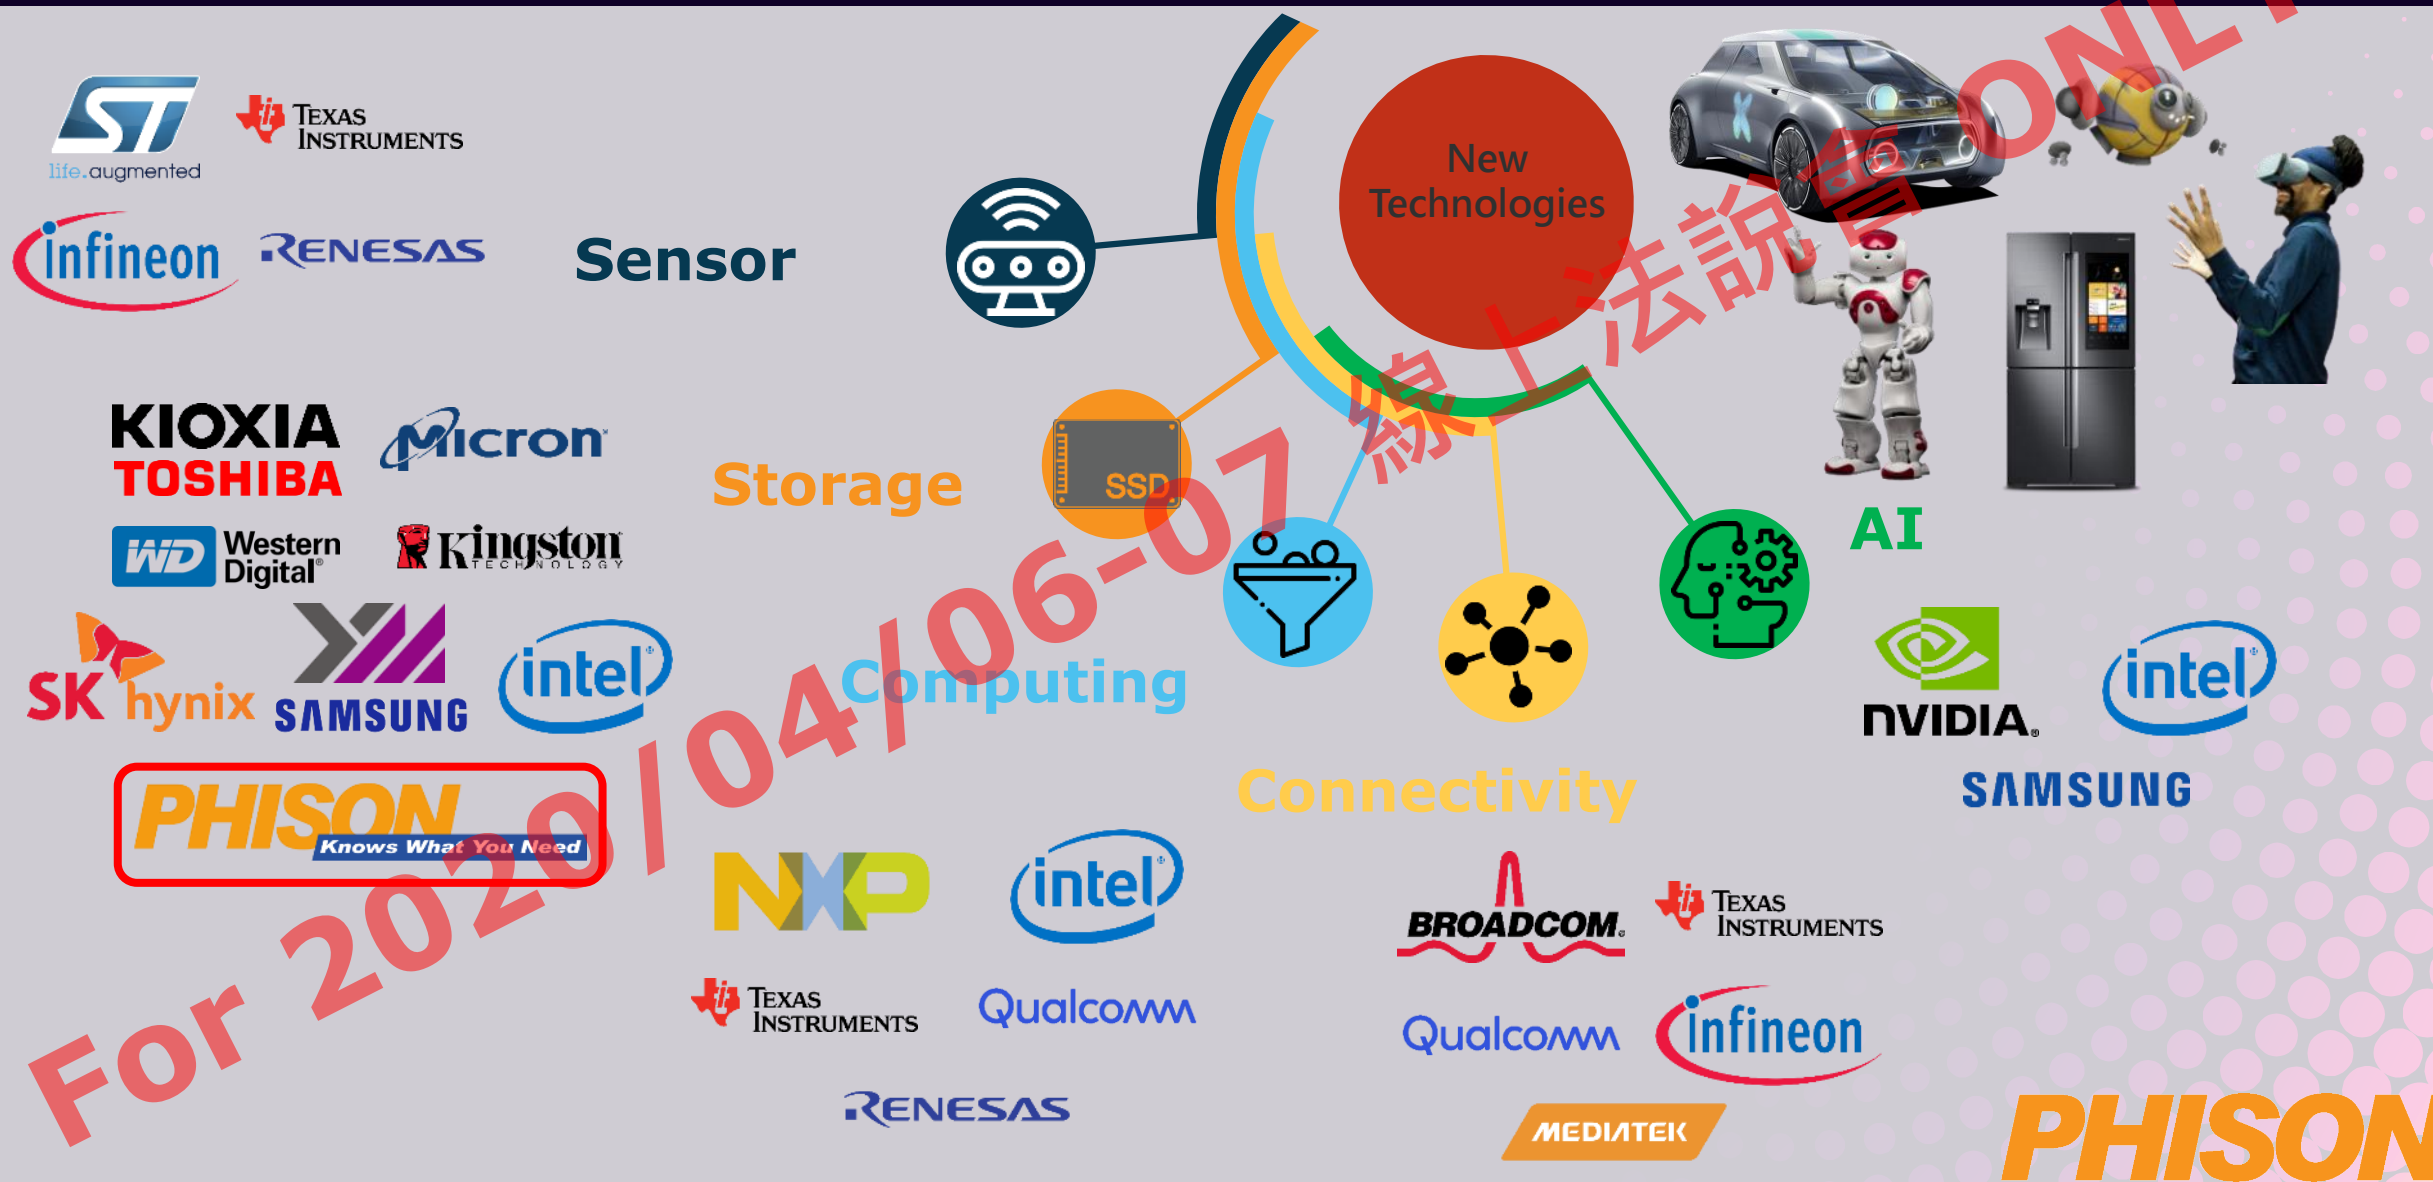 ST
life.augmented
TEXAS
INSTRUMENTS
infineon
RENESAS
Sensor
New
Technologies
KIOXIA
TOSHIBA
Micron
Storage
SSD
WD Western
Digital®
Kingston
TECHNOLOGY
AI
SK hynix
SAMSUNG
intel®
Computing
NVIDIA®
intel®
SAMSUNG
PHISON
Knows What You Need
Connectivity
NXP
intel®
BROADCOM®
TEXAS
INSTRUMENTS
TEXAS
INSTRUMENTS
Qualcomm
Qualcomm
infineon
RENESAS
MEDIATEK
PHISON
For 2020/04/06-07 線上法說會 ONLY